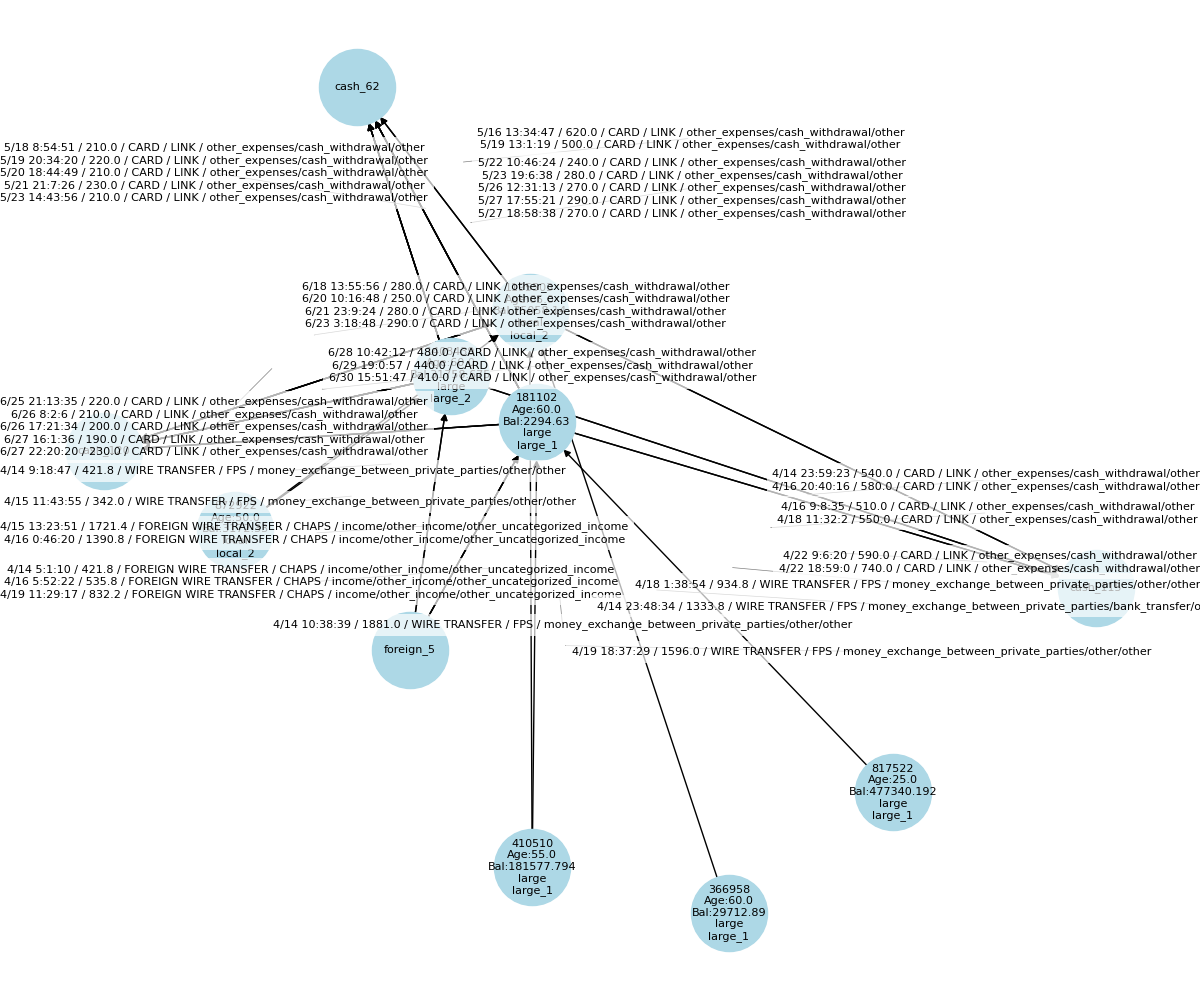 cash_62
5/16 13:34:47 / 620.0 / CARD / LINK / other_expenses/cash_withdrawal/other
5/19 13:1:19 / 500.0 / CARD / LINK / other_expenses/cash_withdrawal/other
5/18 8:54:51 / 210.0 / CARD / LINK / other_expenses/cash_withdrawal/other
5/19 20:34:20 / 220.0 / CARD / LINK / other_expenses/cash_withdrawal/other
5/20 18:44:49 / 210.0 / CARD / LINK / other_expenses/cash_withdrawal/other
5/21 21:7:26 / 230.0 / CARD / LINK / other_expenses/cash_withdrawal/other
5/23 14:43:56 / 210.0 / CARD / LINK / other_expenses/cash_withdrawal/other
5/22 10:46:24 / 240.0 / CARD / LINK / other_expenses/cash_withdrawal/other
5/23 19:6:38 / 280.0 / CARD / LINK / other_expenses/cash_withdrawal/other
5/26 12:31:13 / 270.0 / CARD / LINK / other_expenses/cash_withdrawal/other
5/27 17:55:21 / 290.0 / CARD / LINK / other_expenses/cash_withdrawal/other
5/27 18:58:38 / 270.0 / CARD / LINK / other_expenses/cash_withdrawal/other
6/18 13:55:56 / 280.0 / CARD / LINK / other_expenses/cash_withdrawal/other
6/20 10:16:48 / 250.0 / CARD / LINK / other_expenses/cash_withdrawal/other
6/21 23:9:24 / 280.0 / CARD / LINK / other_expenses/cash_withdrawal/other
6/23 3:18:48 / 290.0 / CARD / LINK / other_expenses/cash_withdrawal/other
local_2
6/28 10:42:12 / 480.0 / CARD / LINK / other_expenses/cash_withdrawal/other
6/29 19:0:57 / 440.0 / CARD / LINK / other_expenses/cash_withdrawal/other
6/30 15:51:47 / 410.0 / CARD / LINK / other_expenses/cash_withdrawal/other
large
large_2
181102
Age:60.0
Bal:2294.63
large
large_1
6/25 21:13:35 / 220.0 / CARD / LINK / other_expenses/cash_withdrawal/other
6/26 8:2:6 / 210.0 / CARD / LINK / other_expenses/cash_withdrawal/other
6/26 17:21:34 / 200.0 / CARD / LINK / other_expenses/cash_withdrawal/other
6/27 16:1:36 / 190.0 / CARD / LINK / other_expenses/cash_withdrawal/other
6/27 22:20:20 / 230.0 / CARD / LINK / other_expenses/cash_withdrawal/other
4/14 9:18:47 / 421.8 / WIRE TRANSFER / FPS / money_exchange_between_private_parties/other/other
4/14 23:59:23 / 540.0 / CARD / LINK / other_expenses/cash_withdrawal/other
4/16 20:40:16 / 580.0 / CARD / LINK / other_expenses/cash_withdrawal/other
4/15 11:43:55 / 342.0 / WIRE TRANSFER / FPS / money_exchange_between_private_parties/other/other
4/16 9:8:35 / 510.0 / CARD / LINK / other_expenses/cash_withdrawal/other
4/18 11:32:2 / 550.0 / CARD / LINK / other_expenses/cash_withdrawal/other
Age:50.0
4/15 13:23:51 / 1721.4 / FOREIGN WIRE TRANSFER / CHAPS / income/other_income/other_uncategorized_income
4/16 0:46:20 / 1390.8 / FOREIGN WIRE TRANSFER / CHAPS / income/other_income/other_uncategorized_income
local_2
4/22 9:6:20 / 590.0 / CARD / LINK / other_expenses/cash_withdrawal/other
4/22 18:59:0 / 740.0 / CARD / LINK / other_expenses/cash_withdrawal/other
4/14 5:1:10 / 421.8 / FOREIGN WIRE TRANSFER / CHAPS / income/other_income/other_uncategorized_income
4/16 5:52:22 / 535.8 / FOREIGN WIRE TRANSFER / CHAPS / income/other_income/other_uncategorized_income
4/19 11:29:17 / 832.2 / FOREIGN WIRE TRANSFER / CHAPS / income/other_income/other_uncategorized_income
4/18 1:38:54 / 934.8 / WIRE TRANSFER / FPS / money_exchange_between_private_parties/other/other
4/14 23:48:34 / 1333.8 / WIRE TRANSFER / FPS / money_exchange_between_private_parties/bank_transfer/o
4/14 10:38:39 / 1881.0 / WIRE TRANSFER / FPS / money_exchange_between_private_parties/other/other
foreign_5
4/19 18:37:29 / 1596.0 / WIRE TRANSFER / FPS / money_exchange_between_private_parties/other/other
817522
Age:25.0
Bal:477340.192
large
large_1
410510
Age:55.0
Bal:181577.794
large
large_1
366958
Age:60.0
Bal:29712.89
large
large_1